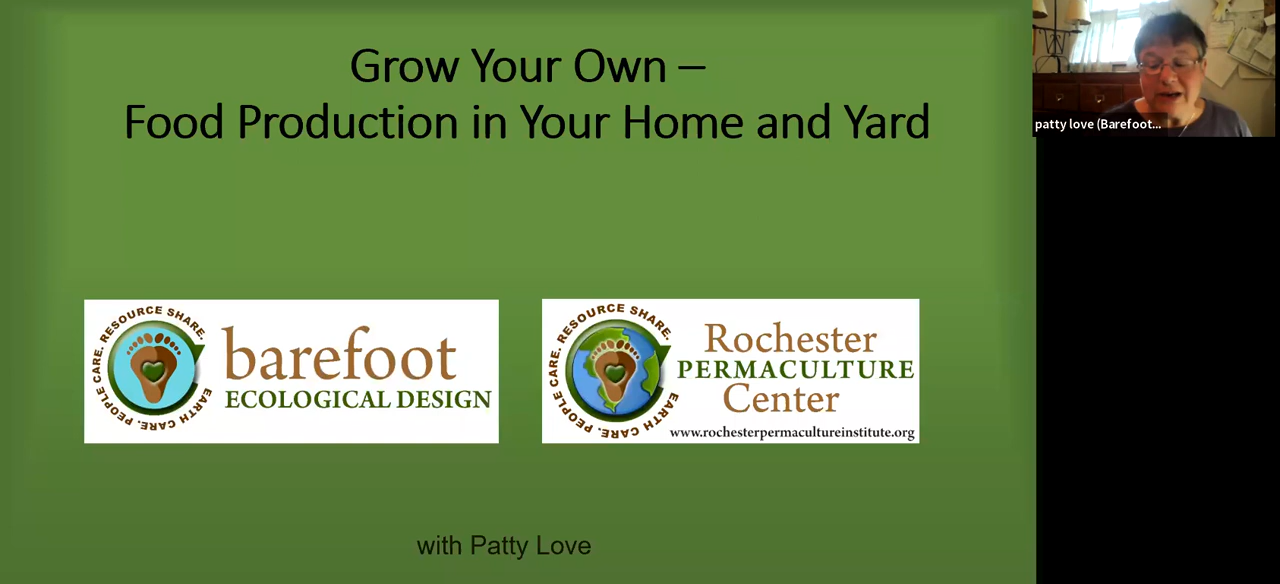 Grow Your Own –
Food Production in Your Home and Yard
patty love (Barefoot...
EARTH CARE. PEOPLE CARE. RESOURCE SHARE.
barefoot
ECOLOGICAL DESIGN
EARTH CARE. PEOPLE CARE. RESOURCE SHARE.
Rochester
PERMACULTURE
Center
www.rochesterpermacultureinstitute.org
with Patty Love